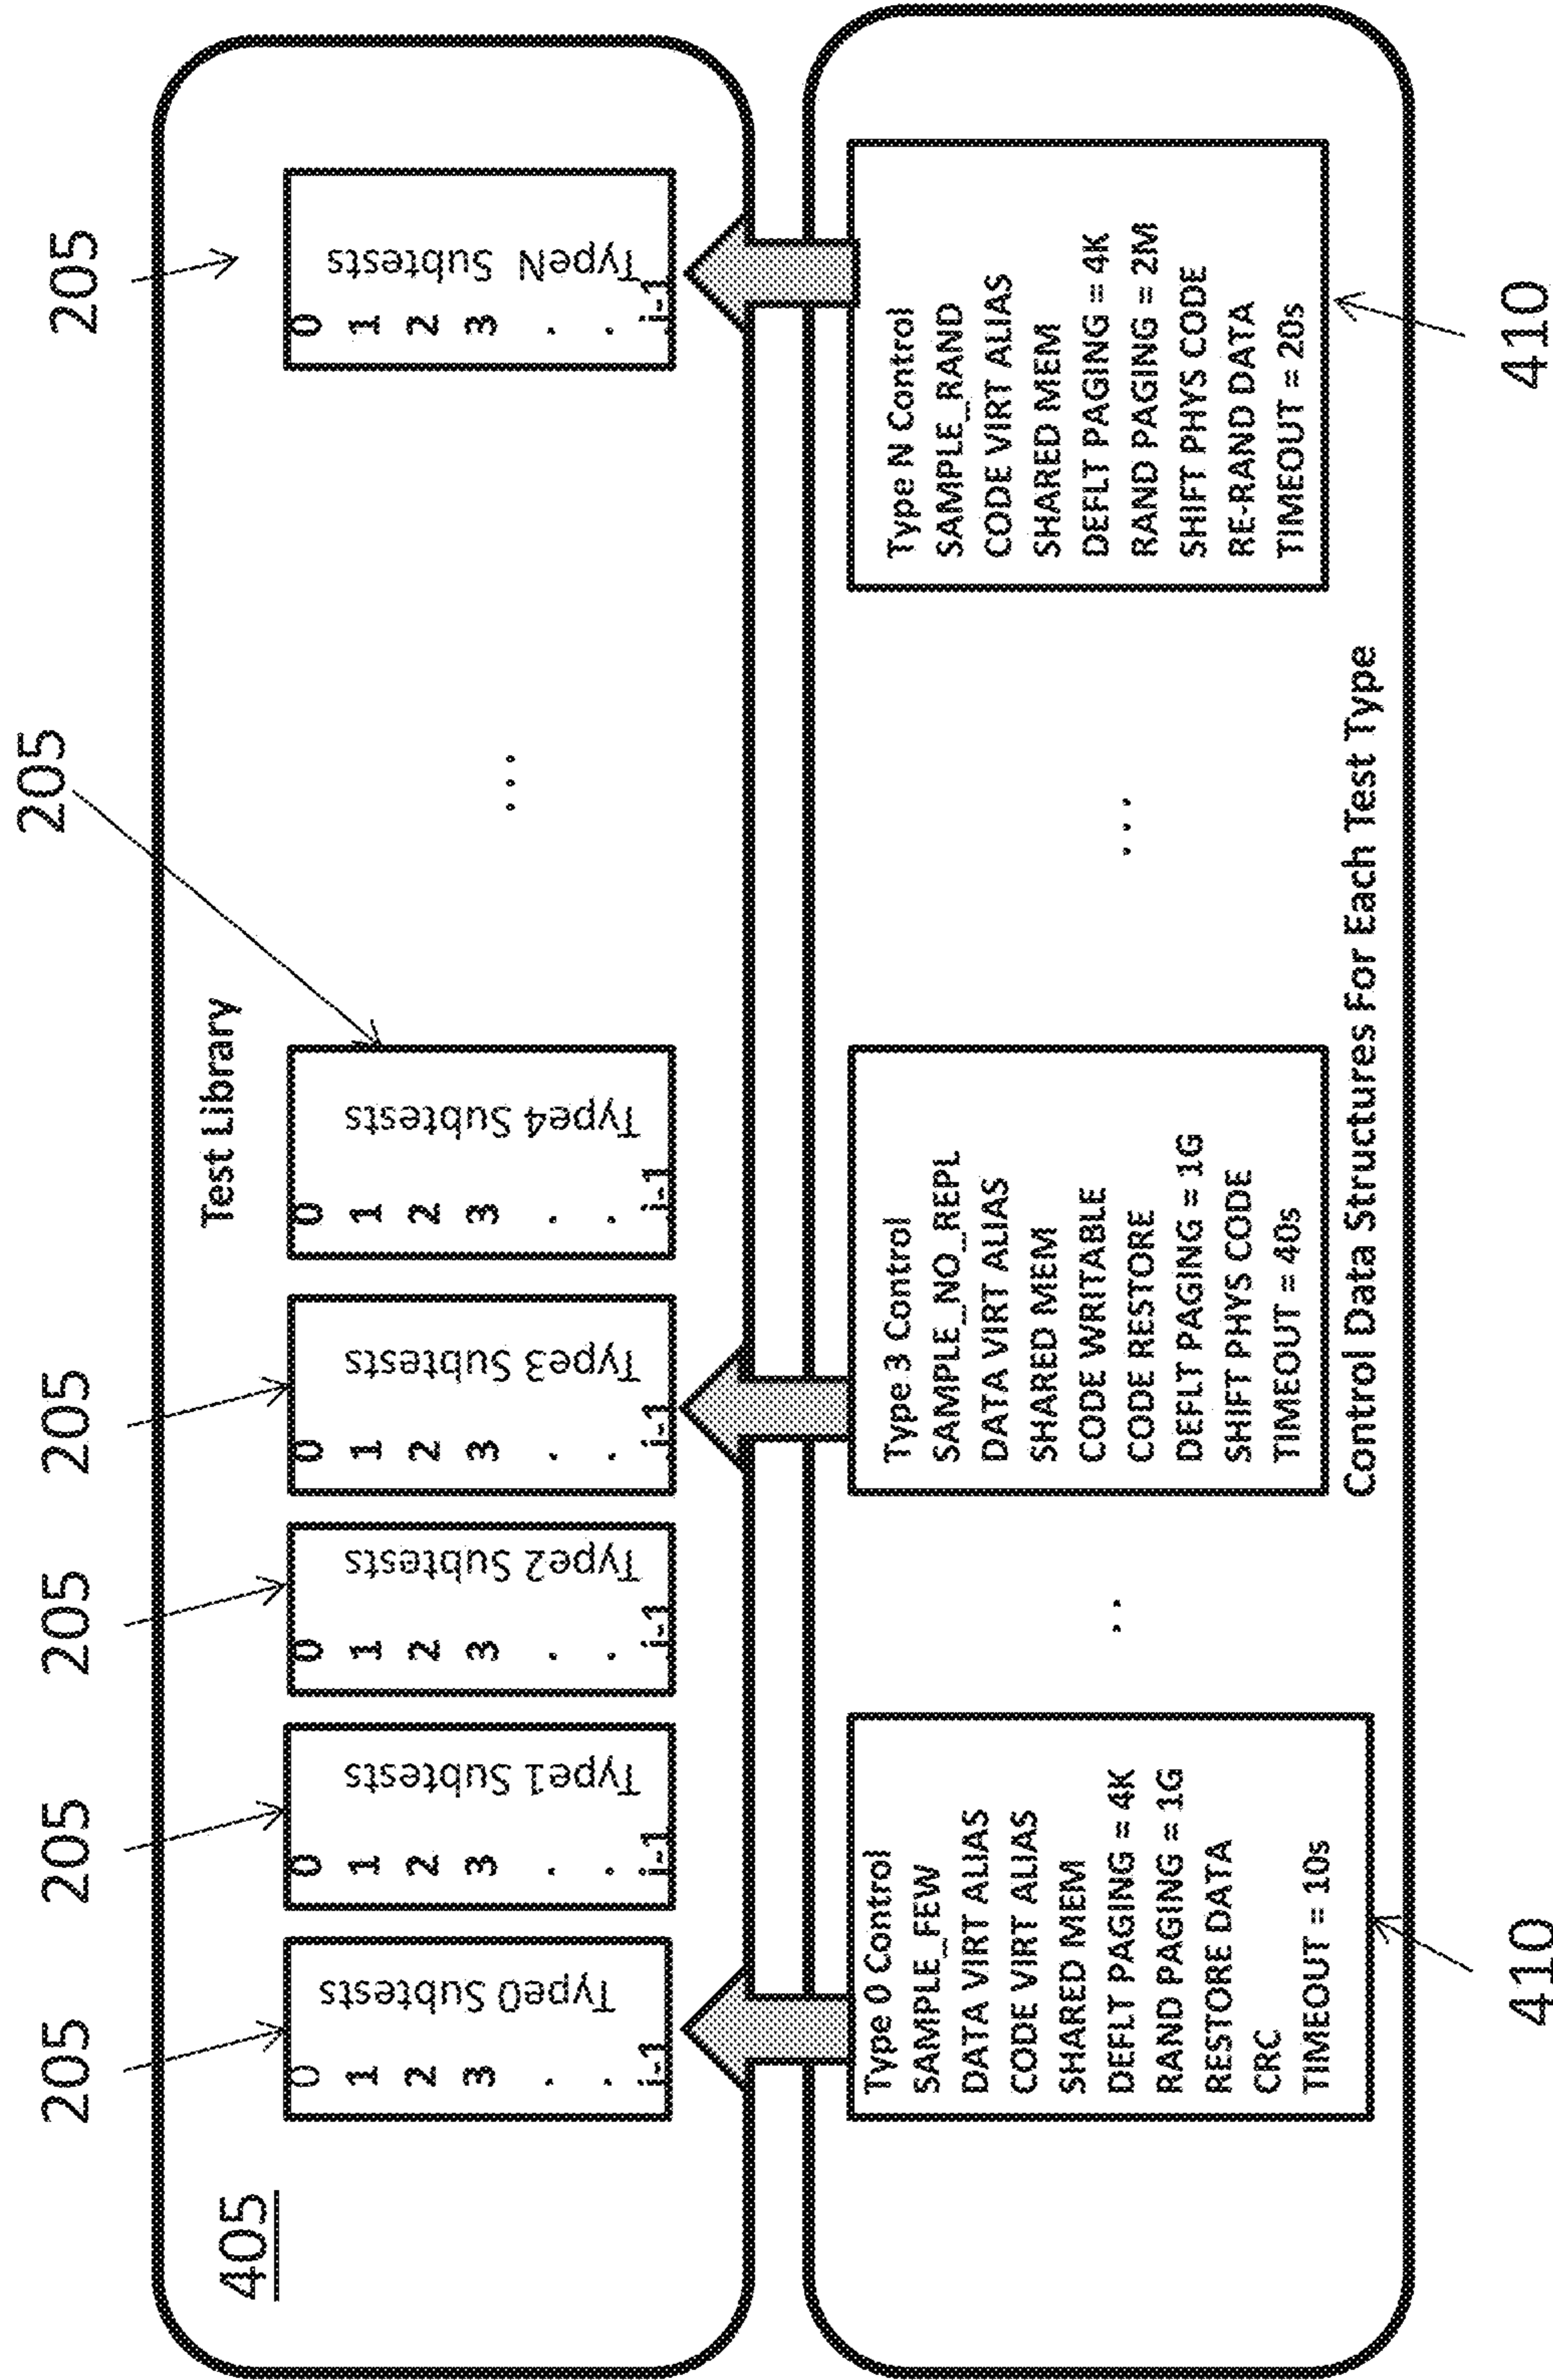 205
205
205
205
205
205
205
405
Test Library
0
1
2
3
.
.
i-1
Type0 Subtests
0
1
2
3
.
.
i-1
Type1 Subtests
0
1
2
3
.
.
i-1
Type2 Subtests
0
1
2
3
.
.
i-1
Type3 Subtests
0
1
2
3
.
.
i-1
Type4 Subtests
...
0
1
2
3
.
.
i-1
TypeN Subtests
Type 0 Control
SAMPLE_FEW
DATA VIRT ALIAS
CODE VIRT ALIAS
SHARED MEM
DEFLT PAGING = 4K
RAND PAGING = 1G
RESTORE DATA
CRC
TIMEOUT = 10s
..
Type 3 Control
SAMPLE_NO_REPL
DATA VIRT ALIAS
SHARED MEM
CODE WRITABLE
CODE RESTORE
DEFLT PAGING = 1G
SHIFT PHYS CODE
TIMEOUT = 40s
...
Type N Control
SAMPLE_RAND
CODE VIRT ALIAS
SHARED MEM
DEFLT PAGING = 4K
RAND PAGING = 2M
SHIFT PHYS CODE
RE-RAND DATA
TIMEOUT = 20s
Control Data Structures For Each Test Type
410
410